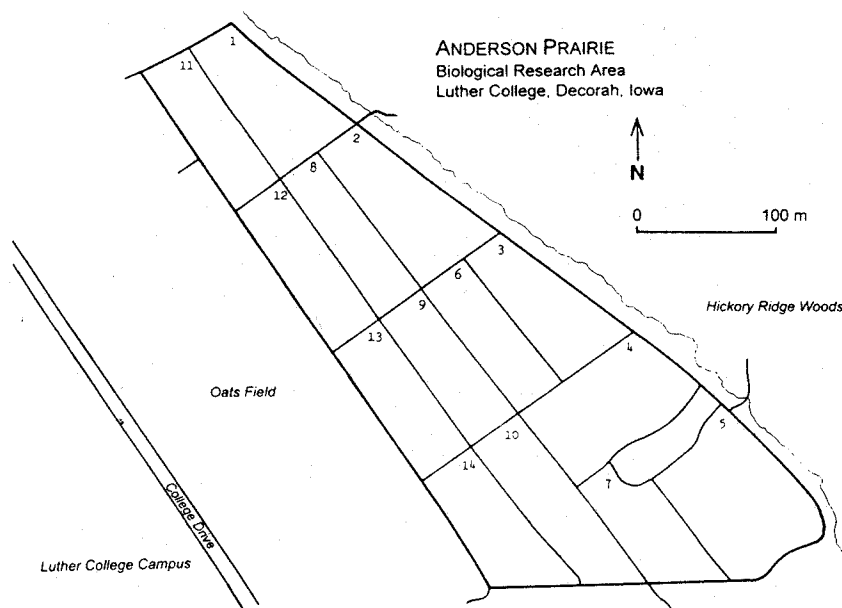 ANDERSON PRAIRIE
Biological Research Area
Luther College, Decorah, Iowa
1
11
2
8
12
N
0 100 m
3
6
9
13
Hickory Ridge Woods
4
Oats Field
5
10
14
7
College Drive
Luther College Campus